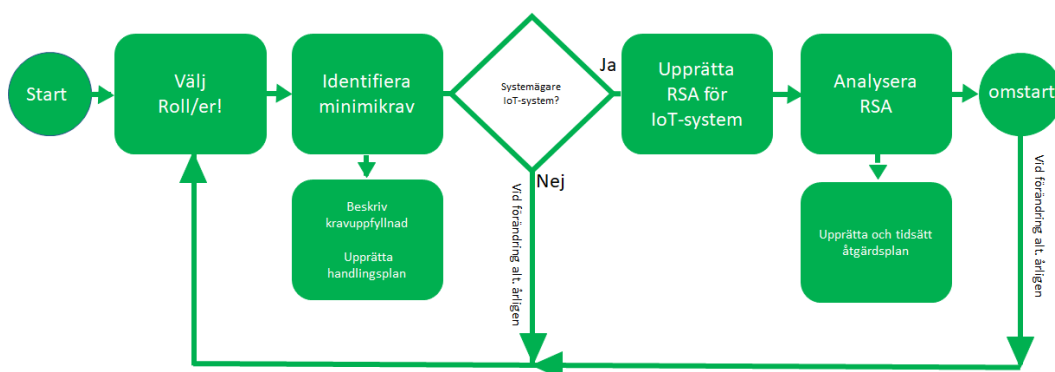 Start
Välj
Roll/er!
Identifiera
minimikrav
Beskriv
kravuppfyllnad
Upprätta
handlingsplan
Systemägare
IoT-system?
Ja
Nej
Vid förändring alt. årligen
Upprätta
RSA för
IoT-system
Analysera
RSA
Upprätta och tidsätt
åtgärdsplan
omstart
Vid förändring alt. årligen